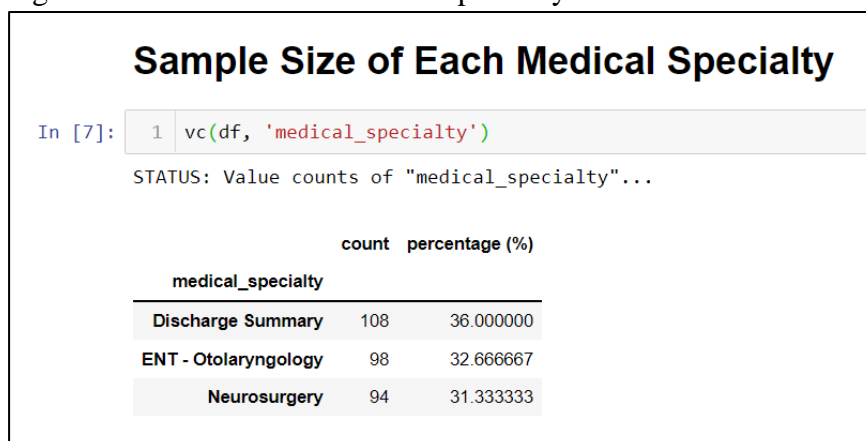 Sample Size of Each Medical Specialty
In [7]: 1 vc(df, 'medical_specialty')
STATUS: Value counts of "medical_specialty"...
count percentage (%)
medical_specialty
Discharge Summary 108 36.000000
ENT - Otolaryngology 98 32.666667
Neurosurgery 94 31.333333